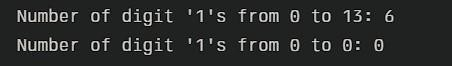 Number of digit '1's from 0 to 13: 6
Number of digit '1's from 0 to 0: 0